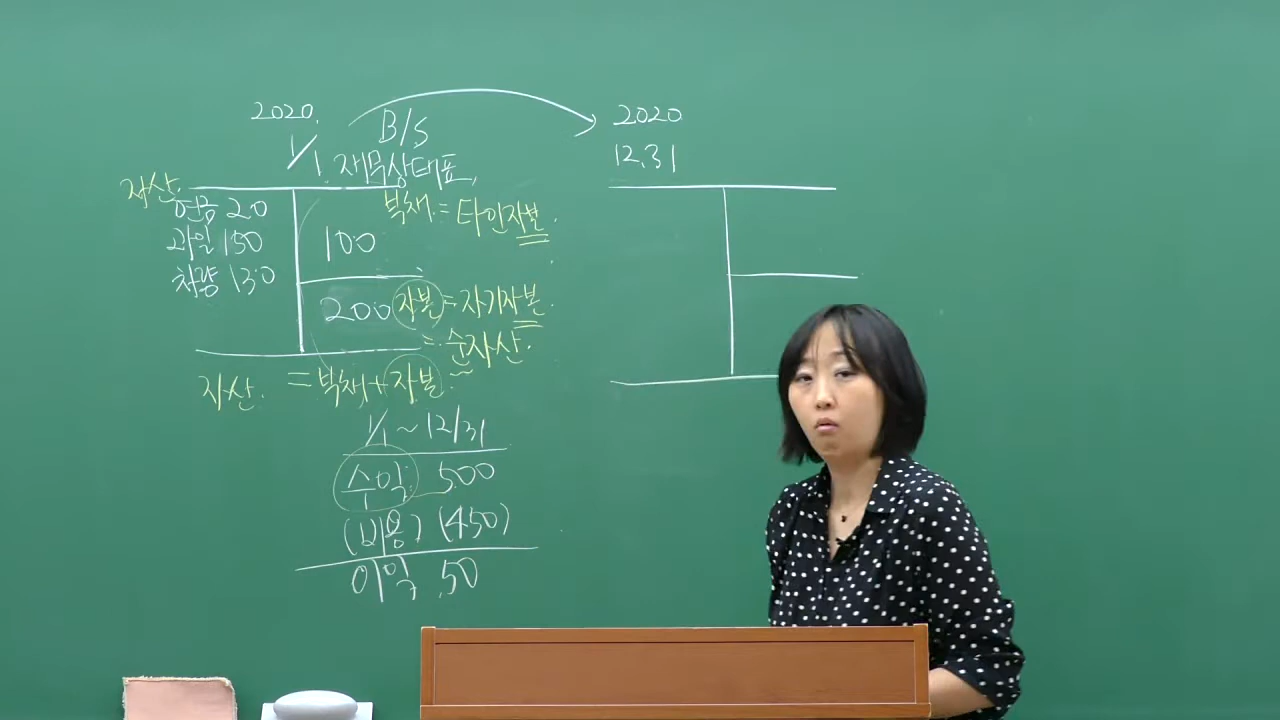 2020.
1/1.
B/S
재무상태표,
자산.
현금 20
과일 150
차량 130
부채. = 타인자본.
100
200 자본 = 자기자본.
= 순자산.
자산. = 부채 + 자본.
1/1 ~ 12/31
수익. 500
(비용) (450)
이익 50
2020
12.31